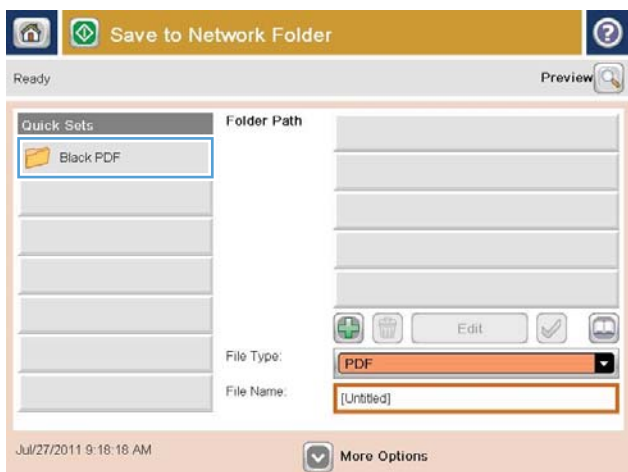 Save to Network Folder
?
Ready
Preview
Quick Sets
Folder Path
Black PDF
Edit
File Type:
PDF
File Name:
[Untitled]
Jul/27/2011 9:18:18 AM
More Options